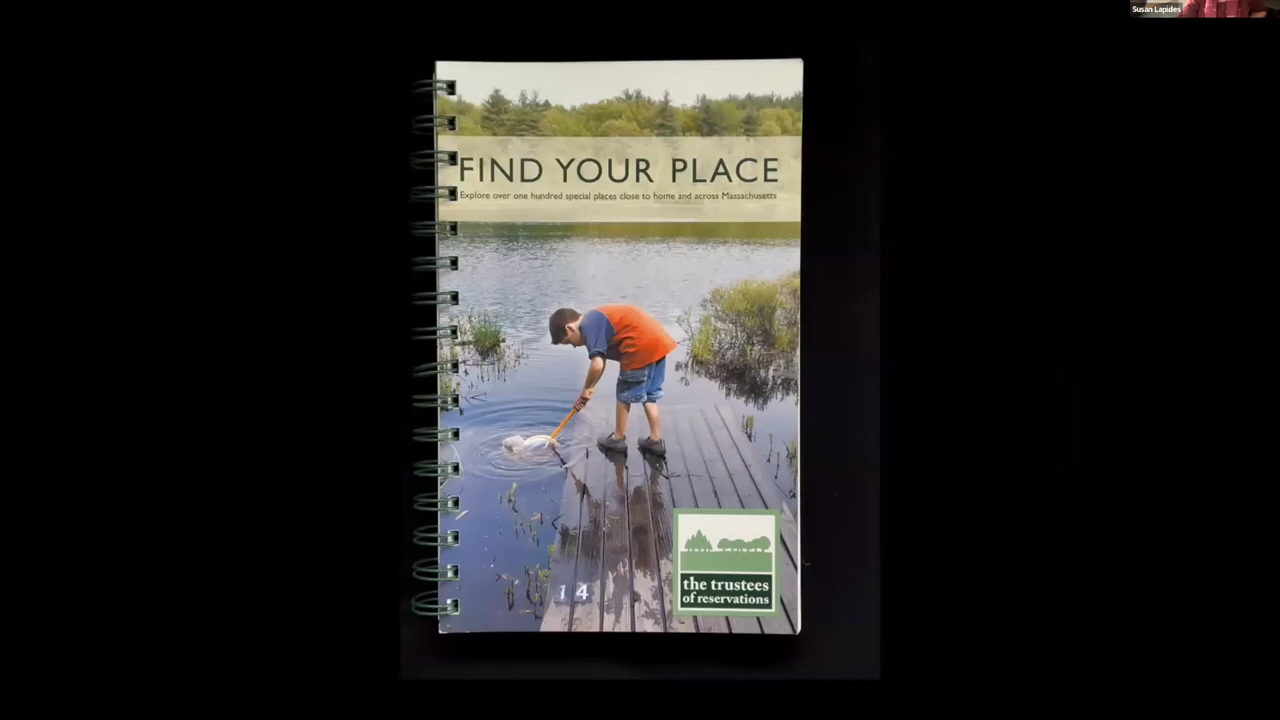 Susan Lapides
FIND YOUR PLACE
Explore over one hundred special places close to home and across Massachusetts
14
the trustees
of reservations